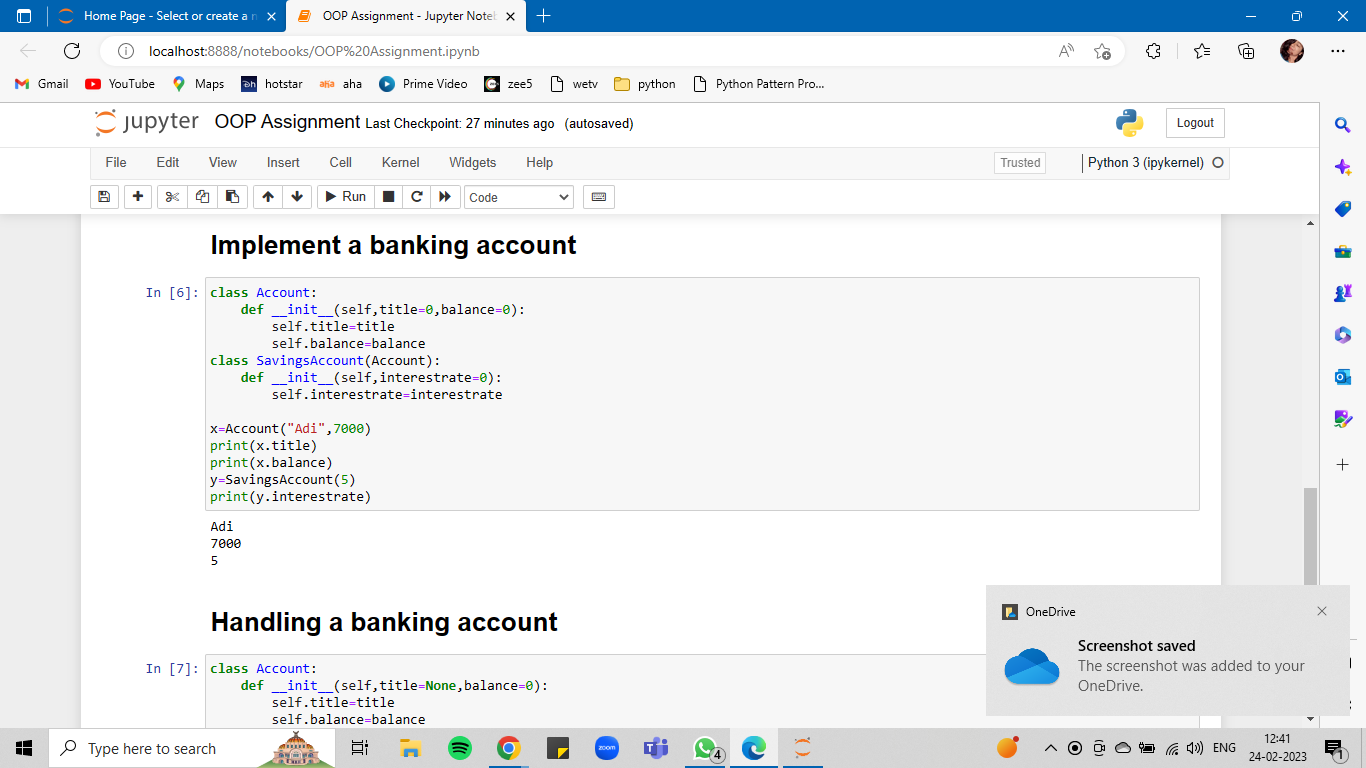 Home Page - Select or create a n
OOP Assignment - Jupyter Noteb
localhost:8888/notebooks/OOP%20Assignment.ipynb
Gmail YouTube Maps hotstar aha Prime Video zee5 wetv python Python Pattern Pro...
jupyter OOP Assignment Last Checkpoint: 27 minutes ago (autosaved) Logout
File Edit View Insert Cell Kernel Widgets Help Trusted Python 3 (ipykernel)
Run Code
Implement a banking account
In [6]:
class Account:
    def __init__(self,title=0,balance=0):
        self.title=title
        self.balance=balance
class SavingsAccount(Account):
    def __init__(self,interestrate=0):
        self.interestrate=interestrate
x=Account("Adi",7000)
print(x.title)
print(x.balance)
y=SavingsAccount(5)
print(y.interestrate)
Adi
7000
5
Handling a banking account
In [7]:
class Account:
    def __init__(self,title=None,balance=0):
        self.title=title
        self.balance=balance
OneDrive
Screenshot saved
The screenshot was added to your
OneDrive.
Type here to search
zoom
4
ENG
12:41
24-02-2023
1